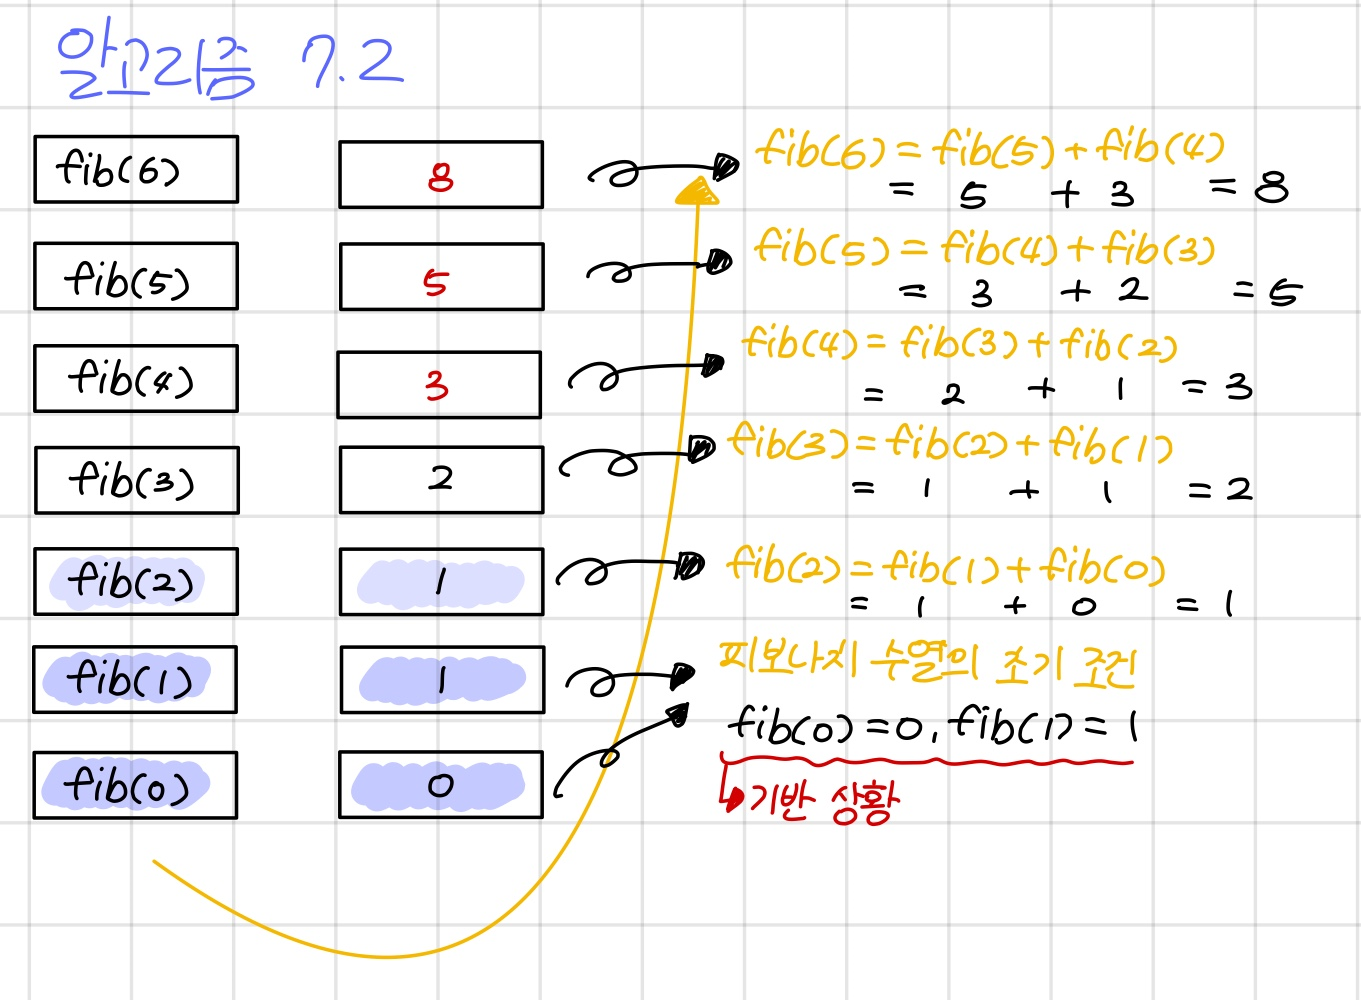 알고리즘 7.2
fib(6) 8 fib(6) = fib(5) + fib(4)
= 5 + 3 = 8
fib(5) 5 fib(5) = fib(4) + fib(3)
= 3 + 2 = 5
fib(4) 3 fib(4) = fib(3) + fib(2)
= 2 + 1 = 3
fib(3) 2 fib(3) = fib(2) + fib(1)
= 1 + 1 = 2
fib(2) 1 fib(2) = fib(1) + fib(0)
= 1 + 0 = 1
fib(1) 1 피보나치 수열의 초기 조건
fib(0) = 0, fib(1) = 1
fib(0) 0 기반 상황